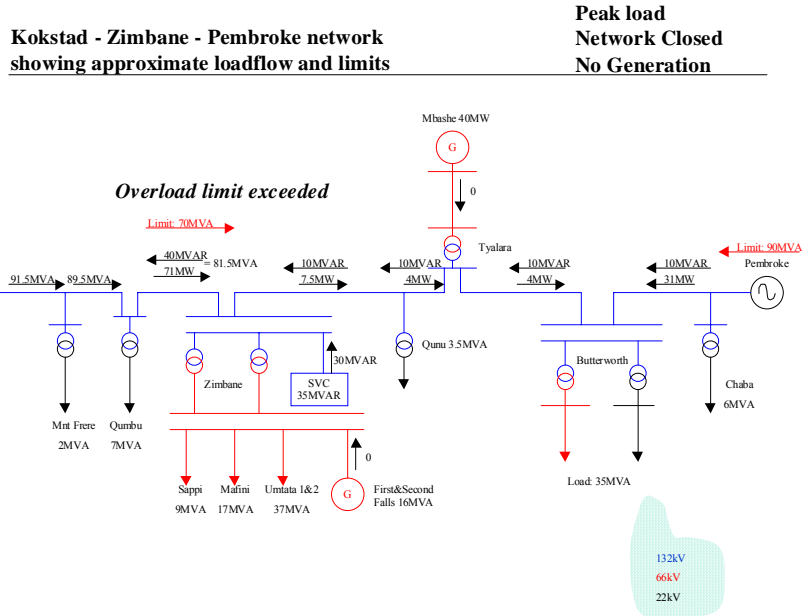 Kokstad - Zimbane - Pembroke network
showing approximate loadflow and limits
Peak load
Network Closed
No Generation
Mbashe 40MW
G
0
Overload limit exceeded
Limit: 70MVA
Tyalara
Limit: 90MVA
Pembroke
91.5MVA
89.5MVA
40MVAR
71MW
= 81.5MVA
10MVAR
7.5MW
10MVAR
4MW
10MVAR
4MW
10MVAR
31MW
Qunu 3.5MVA
30MVAR
Zimbane
SVC
35MVAR
Butterworth
Chaba
6MVA
Mnt Frere
2MVA
Qumbu
7MVA
0
Sappi
9MVA
Mafini
17MVA
Umtata 1&2
37MVA
G
First&Second
Falls 16MVA
Load: 35MVA
132kV
66kV
22kV